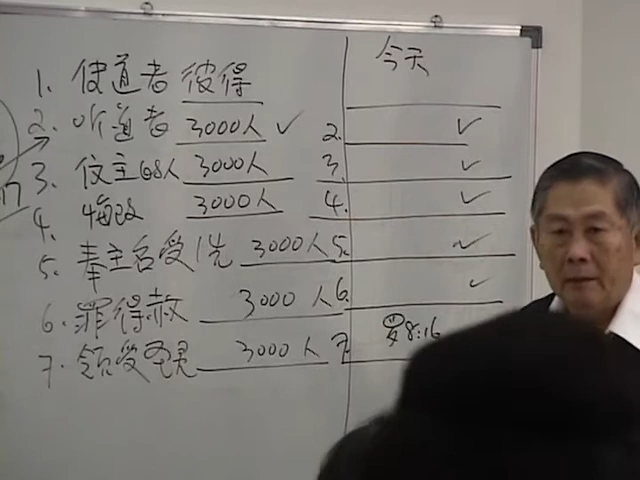 今天
1. 使道者 彼得
2. 听道者 3000人 ✓ 2. ✓
3. 信主的人 3000人 3. ✓
4. 悔改 3000人 4. ✓
5. 奉主名受洗 3000人 5. ✓
6. 罪得赦 3000人 6. ✓
7. 领受圣灵 3000人 7. 8:16